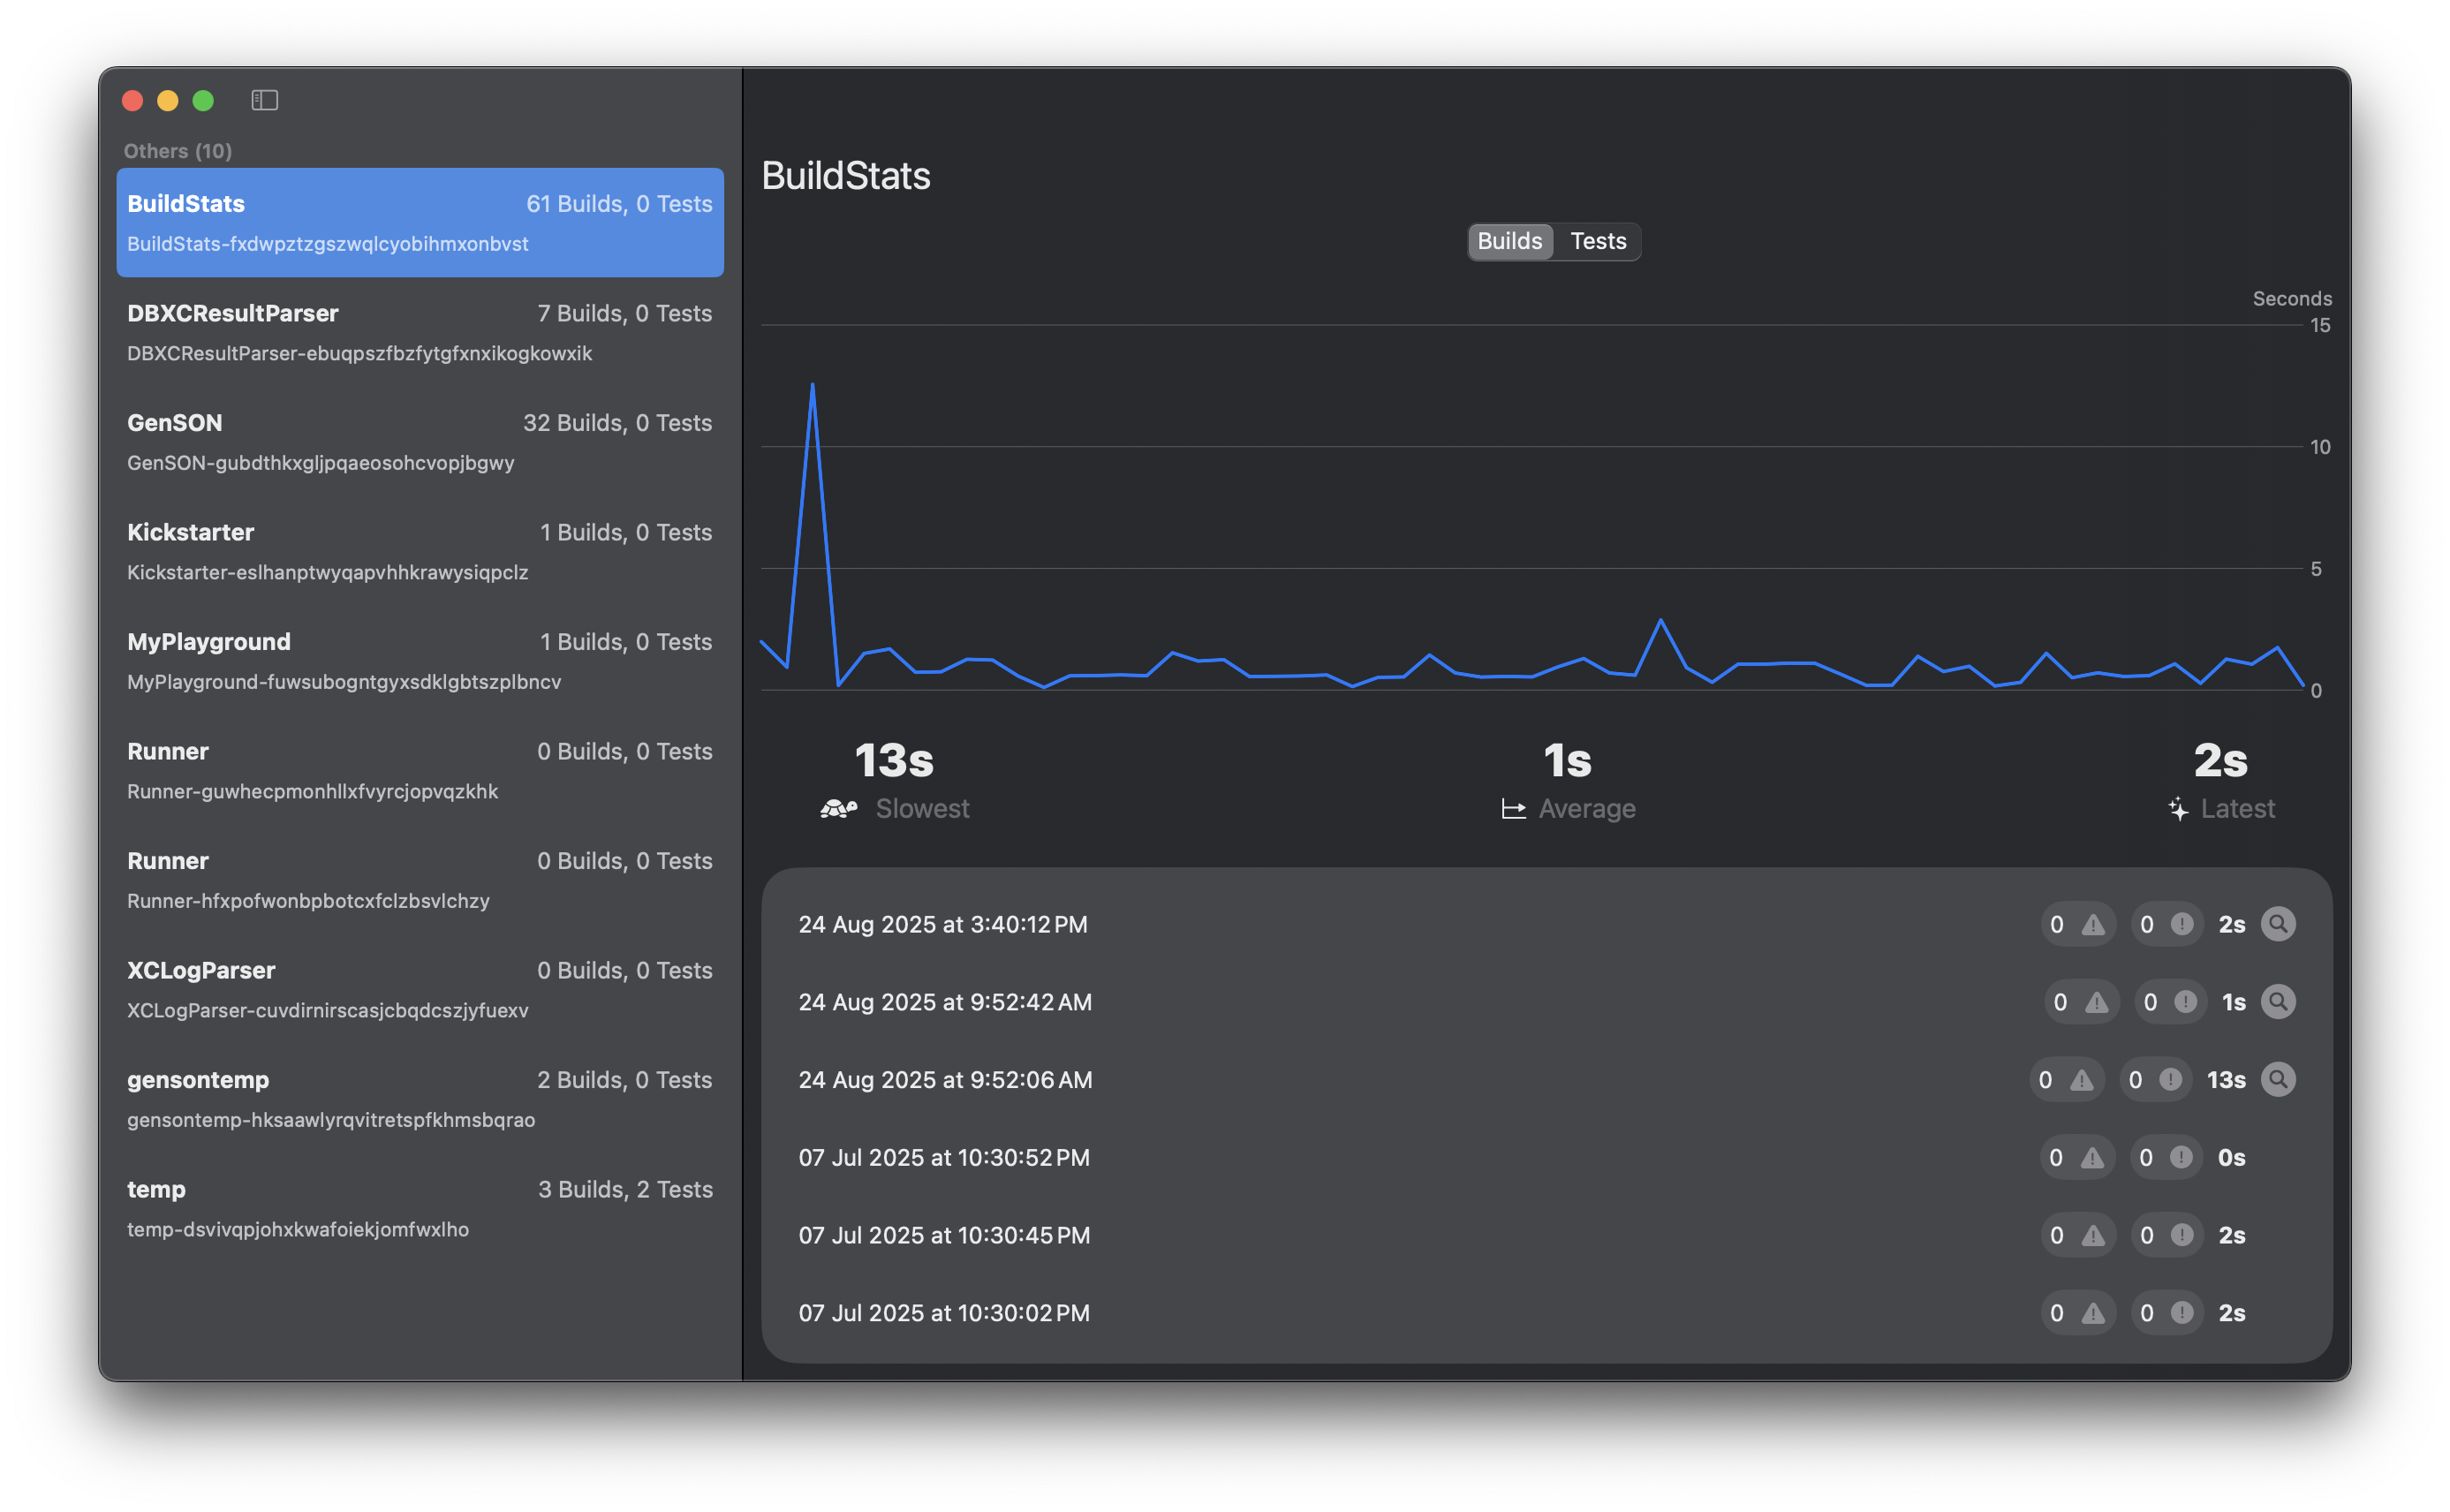 Others (10)
BuildStats 61 Builds, 0 Tests
BuildStats-fxdwpztzgszwqlcyobihmxonbvst
DBXCResultParser 7 Builds, 0 Tests
DBXCResultParser-ebuqpszfbzfytgfxnxikogkowxik
GenSON 32 Builds, 0 Tests
GenSON-gubdthkxgljpqaeosohcvopjbgwy
Kickstarter 1 Builds, 0 Tests
Kickstarter-eslhanptwyqapvhhkrawysiqpclz
MyPlayground 1 Builds, 0 Tests
MyPlayground-fuwsubogntgyxsdklgbtszplbncv
Runner 0 Builds, 0 Tests
Runner-guwhecpmonhllxfvyrcjopvqzkhk
Runner 0 Builds, 0 Tests
Runner-hfxpofwonbpbotcxfclzbsvlchzy
XCLogParser 0 Builds, 0 Tests
XCLogParser-cuvdirnirscasjcbqdcszjyfuexv
gensontemp 2 Builds, 0 Tests
gensontemp-hksaawlyrqvitretspfkhmsbqrao
temp 3 Builds, 2 Tests
temp-dsvivqpjohxkwafoiekjomfwxlho
BuildStats
Builds Tests
Seconds
15
10
5
0
13s 1s 2s
Slowest Average Latest
24 Aug 2025 at 3:40:12 PM 0 0 2s
24 Aug 2025 at 9:52:42 AM 0 0 1s
24 Aug 2025 at 9:52:06 AM 0 0 13s
07 Jul 2025 at 10:30:52 PM 0 0 0s
07 Jul 2025 at 10:30:45 PM 0 0 2s
07 Jul 2025 at 10:30:02 PM 0 0 2s